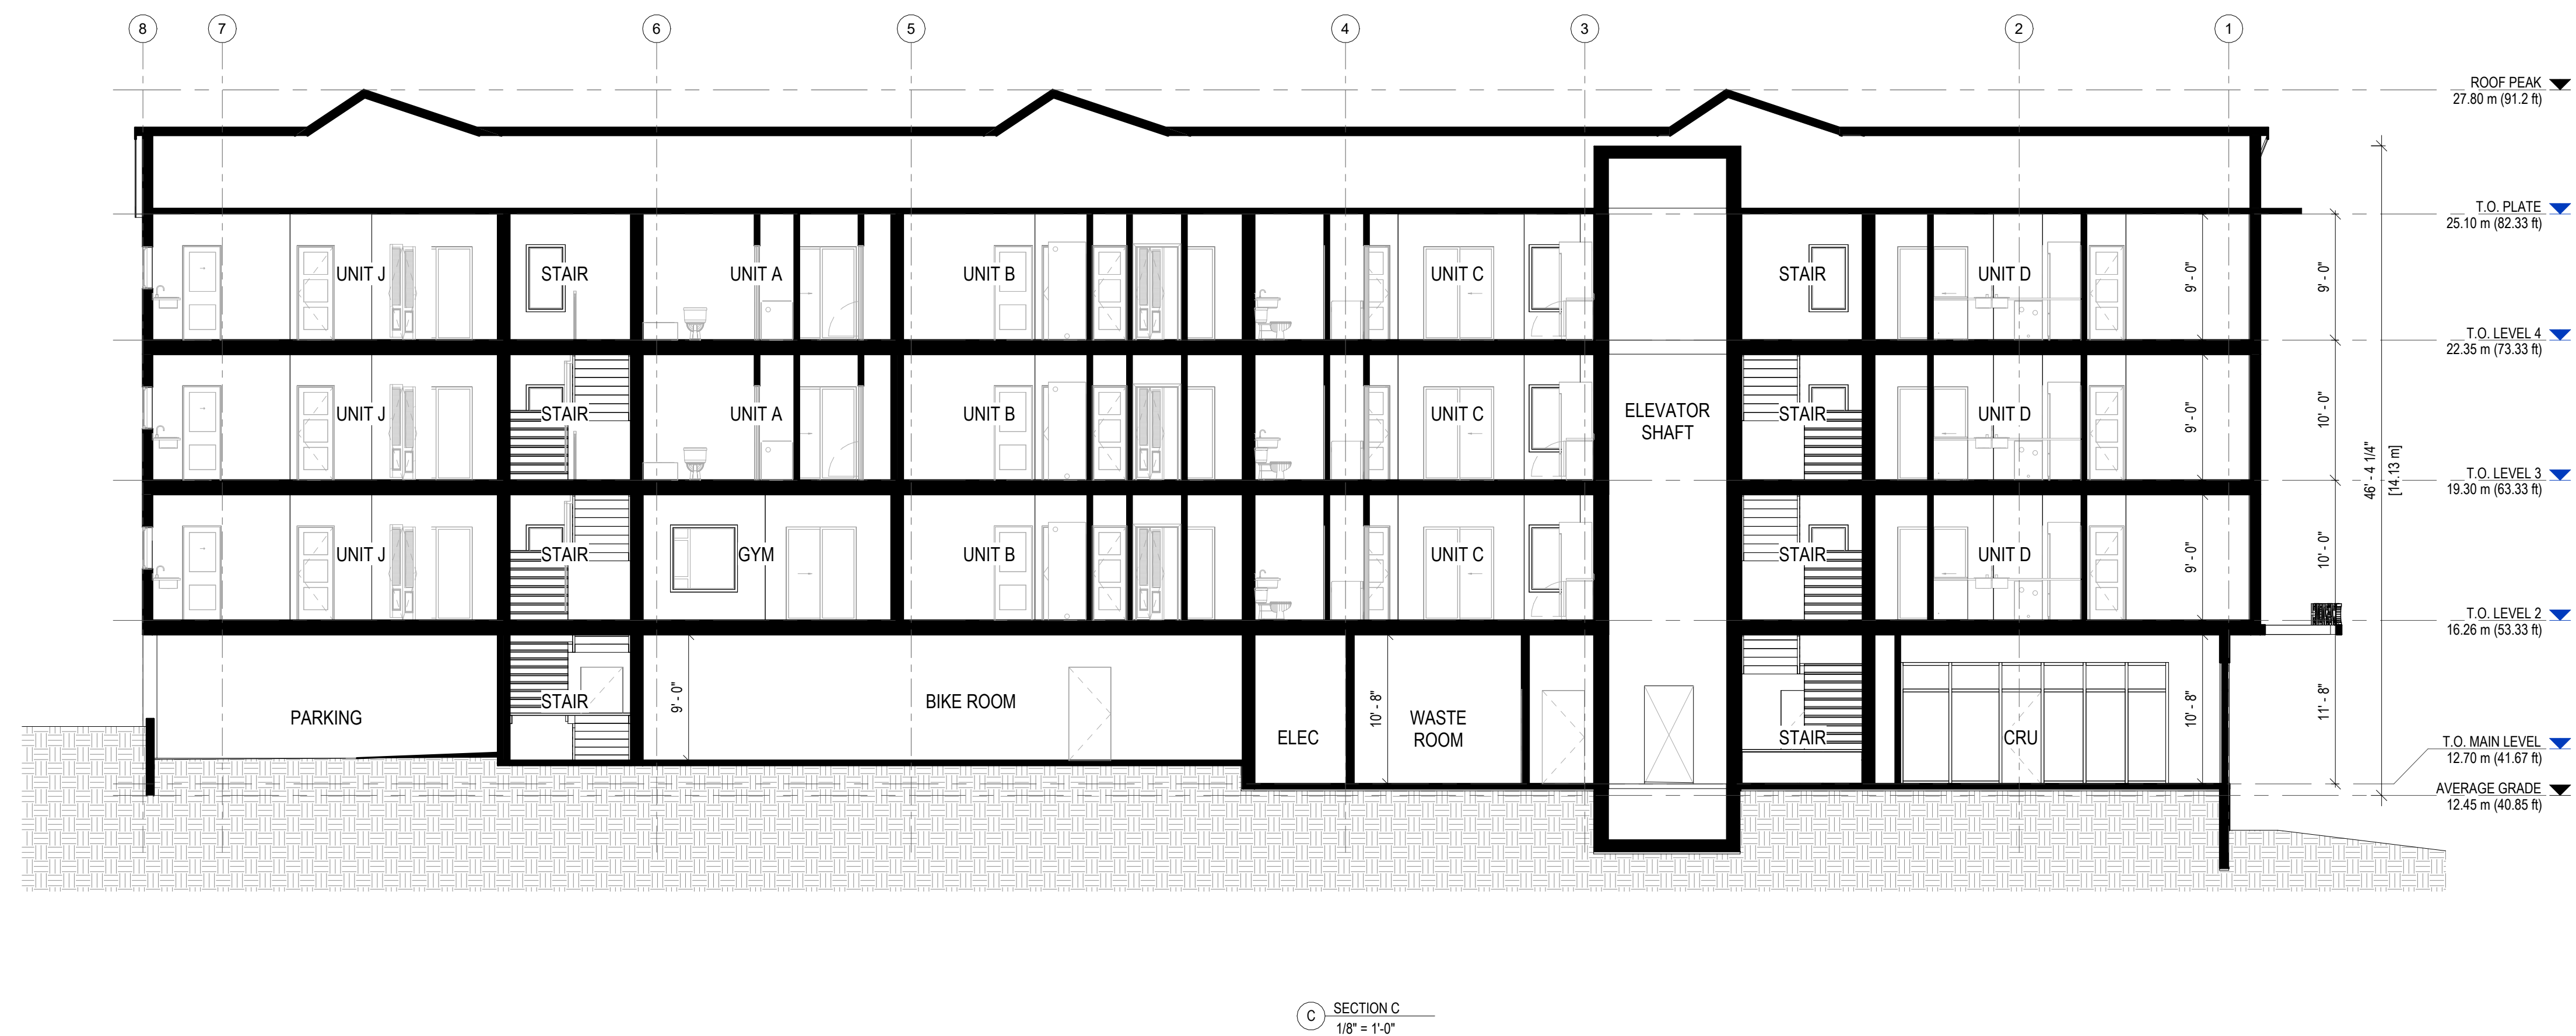 8 7 6 5 4 3 2 1
ROOF PEAK
27.80 m (91.2 ft)
T.O. PLATE
25.10 m (82.33 ft)
UNIT J STAIR UNIT A UNIT B UNIT C STAIR UNIT D 9' - 0" 9' - 0"
T.O. LEVEL 4
22.35 m (73.33 ft)
UNIT J STAIR UNIT A UNIT B UNIT C ELEVATOR
SHAFT
STAIR UNIT D 9' - 0" 10' - 0"
46' - 4 1/4"
[14.13 m]
T.O. LEVEL 3
19.30 m (63.33 ft)
UNIT J STAIR GYM UNIT B UNIT C STAIR UNIT D 9' - 0" 10' - 0"
T.O. LEVEL 2
16.26 m (53.33 ft)
PARKING STAIR 9' - 0" BIKE ROOM ELEC 10' - 8" WASTE
ROOM
STAIR CRU 10' - 8" 11' - 8"
T.O. MAIN LEVEL
12.70 m (41.67 ft)
AVERAGE GRADE
12.45 m (40.85 ft)
C SECTION C
1/8" = 1'-0"